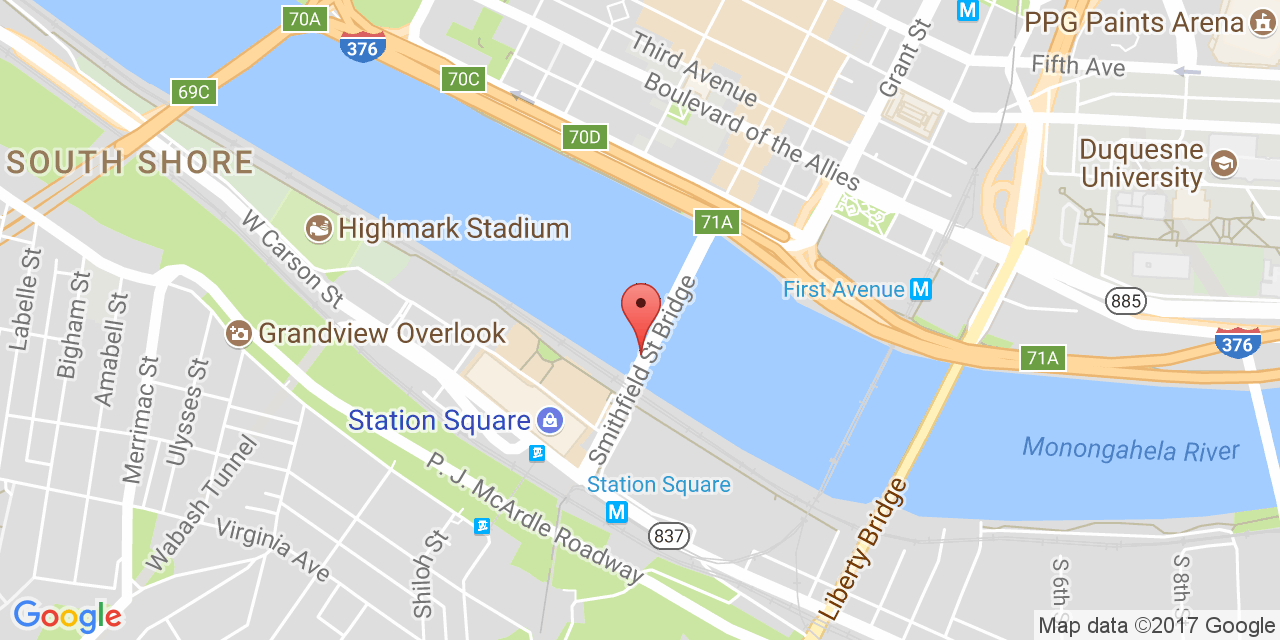 70A
376
69C
70C
70D
M
PPG Paints Arena
Fifth Ave
Grant St
Third Avenue
Boulevard of the Allies
Duquesne
University
SOUTH SHORE
Highmark Stadium
W Carson St
71A
First Avenue M
885
376
71A
Labelle St
Bigham St
Amabell St
Merrimac St
Ulysses St
Grandview Overlook
Smithfield St Bridge
Station Square
Station Square
M
Monongahela River
Wabash Tunnel
Virginia Ave
Shiloh St
P. J. McArdle Roadway
837
Liberty Bridge
S 6th St
S 8th St
Google
Map data ©2017 Google